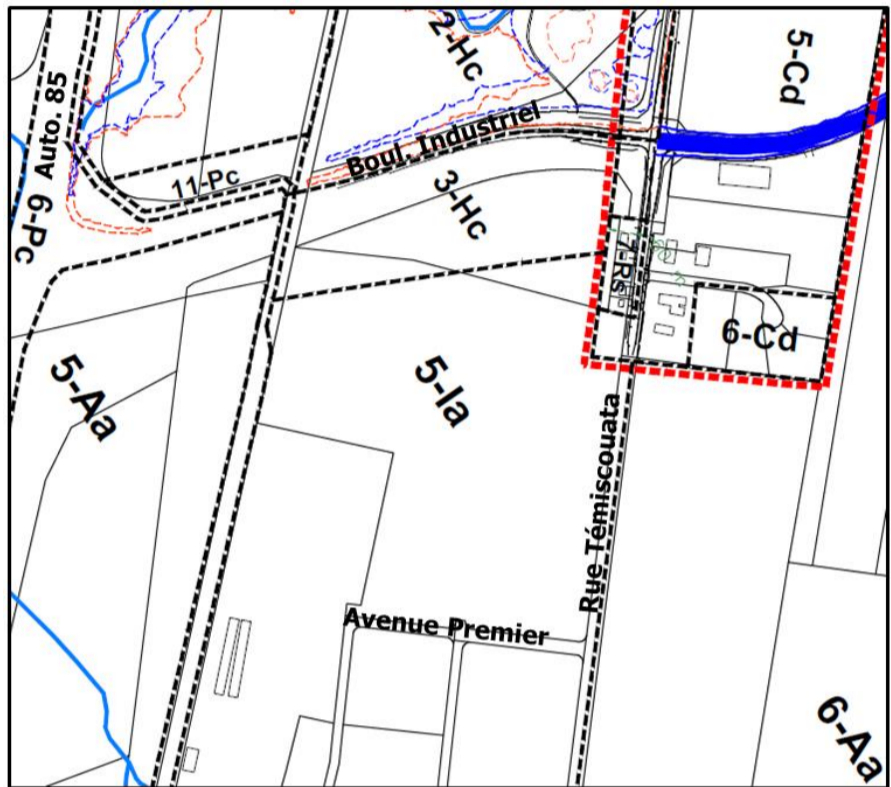 2-Hc
5-Cd
Auto. 85
6-Pc
11-Pc
Boul. Industriel
3-Hc
7-Rs
6-Cd
5-Aa
5-Ia
Rue Témiscouata
Avenue Premier
6-Aa